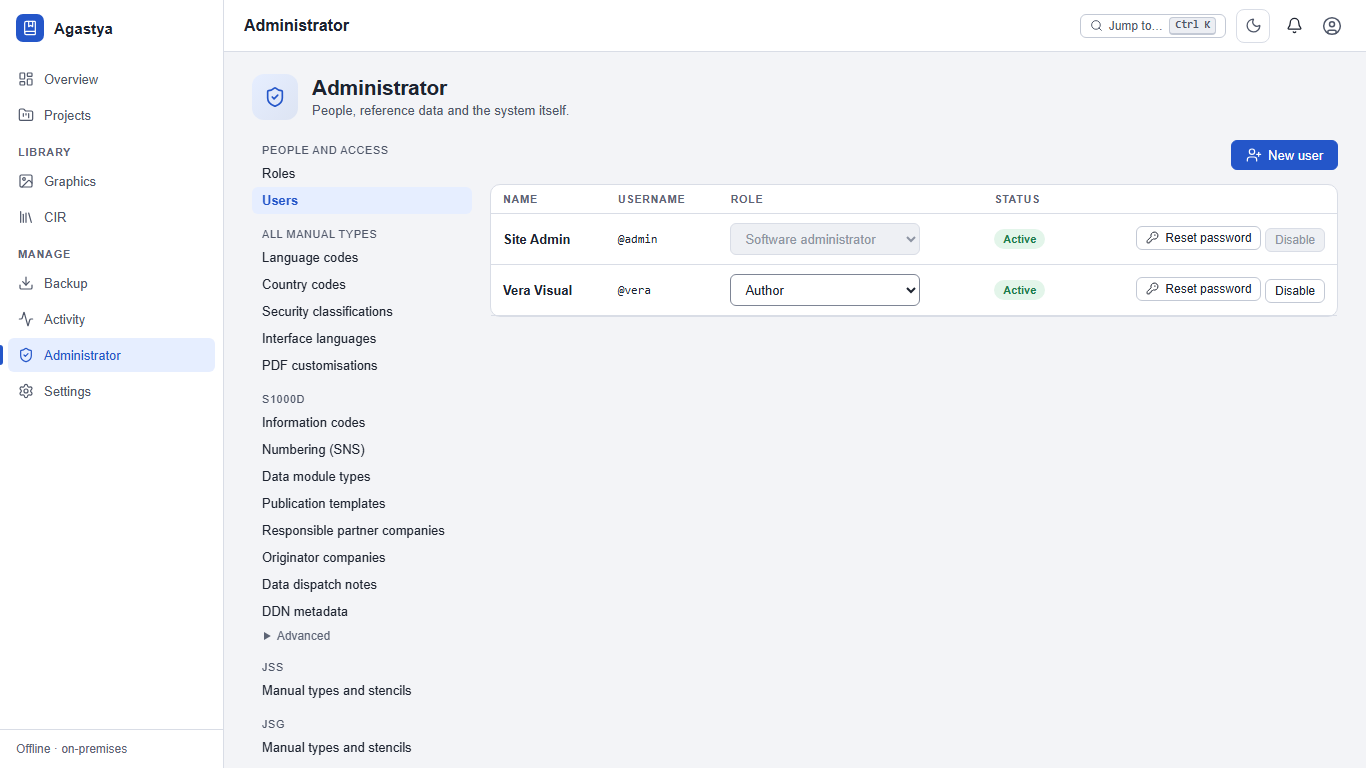 Agastya
Administrator
Jump to... Ctrl K
Overview
Projects
LIBRARY
Graphics
CIR
MANAGE
Backup
Activity
Administrator
Settings
Offline · on-premises
Administrator
People, reference data and the system itself.
PEOPLE AND ACCESS
Roles
Users
ALL MANUAL TYPES
Language codes
Country codes
Security classifications
Interface languages
PDF customisations
S1000D
Information codes
Numbering (SNS)
Data module types
Publication templates
Responsible partner companies
Originator companies
Data dispatch notes
DDN metadata
Advanced
JSS
Manual types and stencils
JSG
Manual types and stencils
New user
NAME USERNAME ROLE STATUS
Site Admin @admin Software administrator Active Reset password Disable
Vera Visual @vera Author Active Reset password Disable